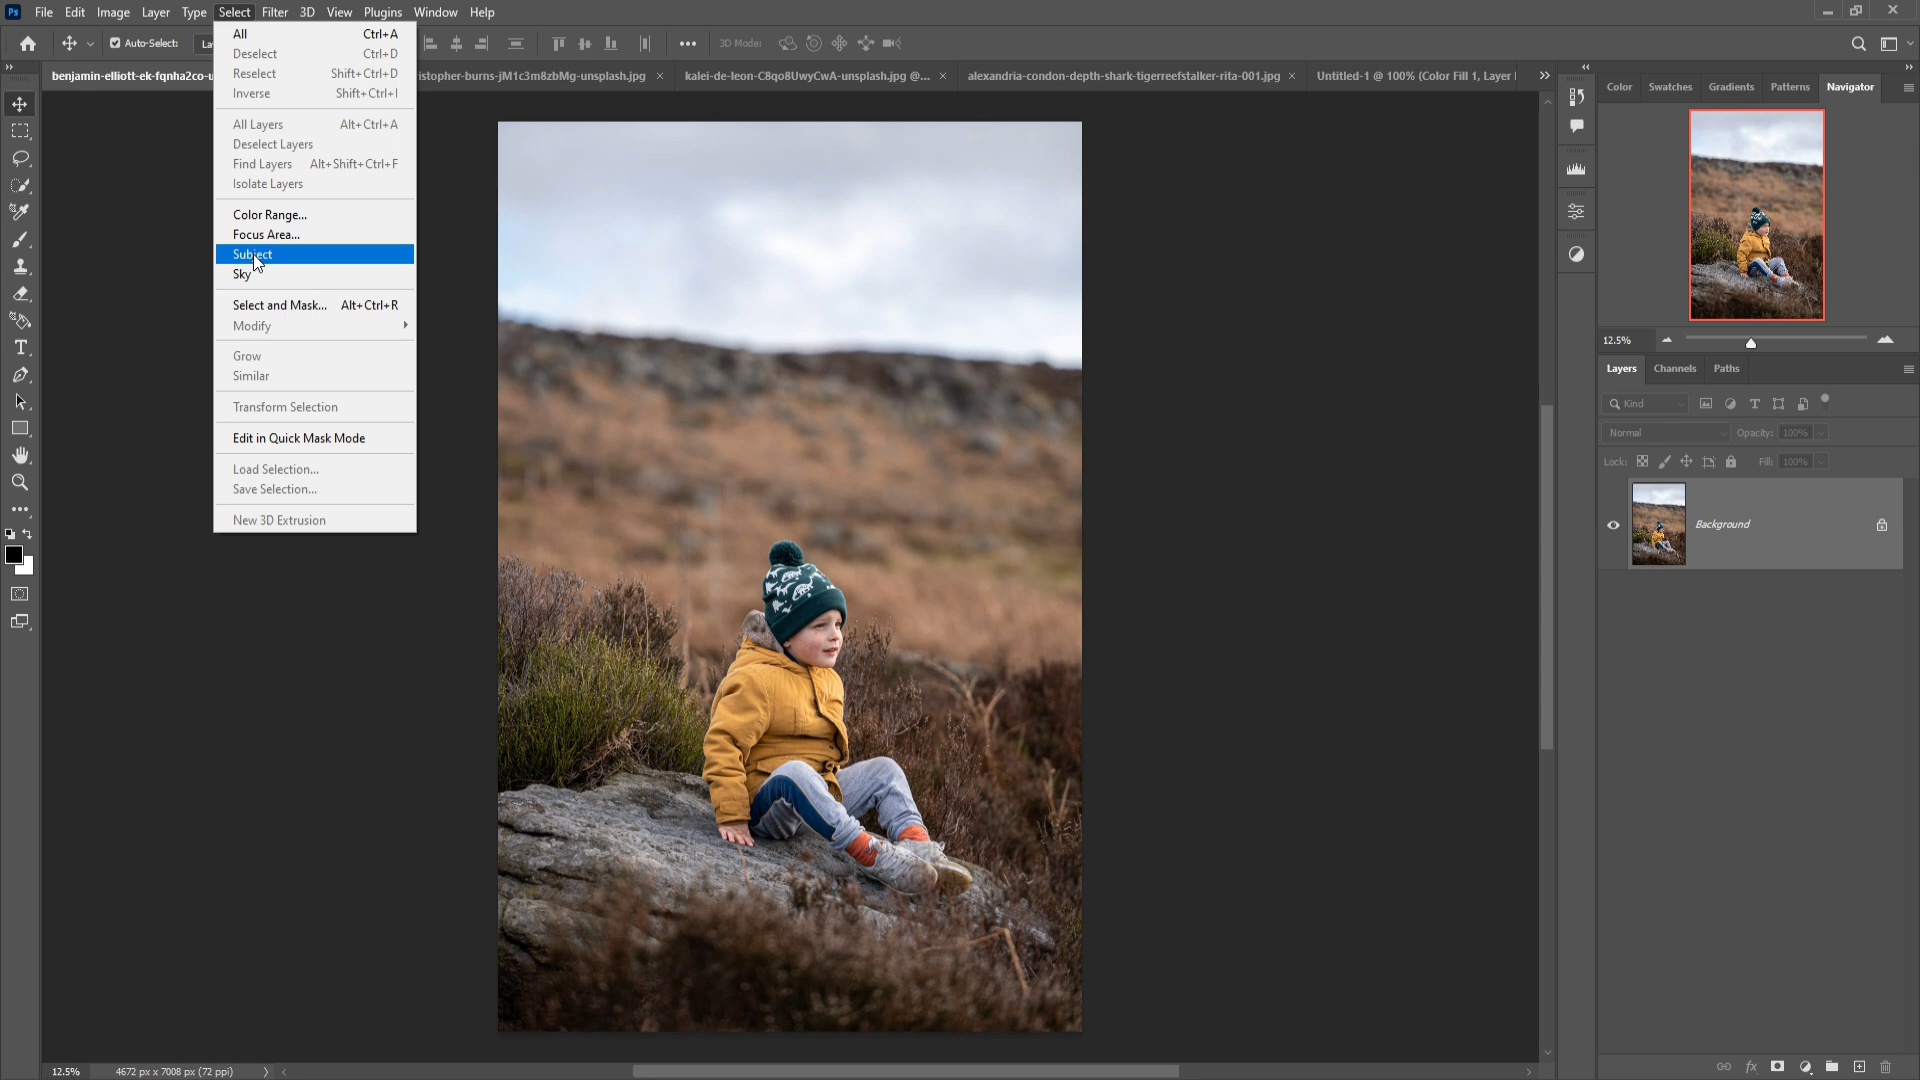 Ps File Edit Image Layer Type Select Filter 3D View Plugins Window Help
Auto-Select: La
3D Mode:
benjamin-elliott-ek-fqnha2co-u
istopher-burns-jM1c3m8zbMg-unsplash.jpg × kalei-de-leon-C8qo8UwyCwA-unsplash.jpg @... × alexandria-condon-depth-shark-tigerreefstalker-rita-001.jpg × Untitled-1 @ 100% (Color Fill 1, Layer
All Ctrl+A
Deselect Ctrl+D
Reselect Shift+Ctrl+D
Inverse Shift+Ctrl+I
All Layers Alt+Ctrl+A
Deselect Layers
Find Layers Alt+Shift+Ctrl+F
Isolate Layers
Color Range...
Focus Area...
Subject
Sky
Select and Mask... Alt+Ctrl+R
Modify
Grow
Similar
Transform Selection
Edit in Quick Mask Mode
Load Selection...
Save Selection...
New 3D Extrusion
Color Swatches Gradients Patterns Navigator
12.5%
Layers Channels Paths
Kind
Normal Opacity: 100%
Lock: Fill: 100%
Background
fx
12.5% 4672 px x 7008 px (72 ppi)